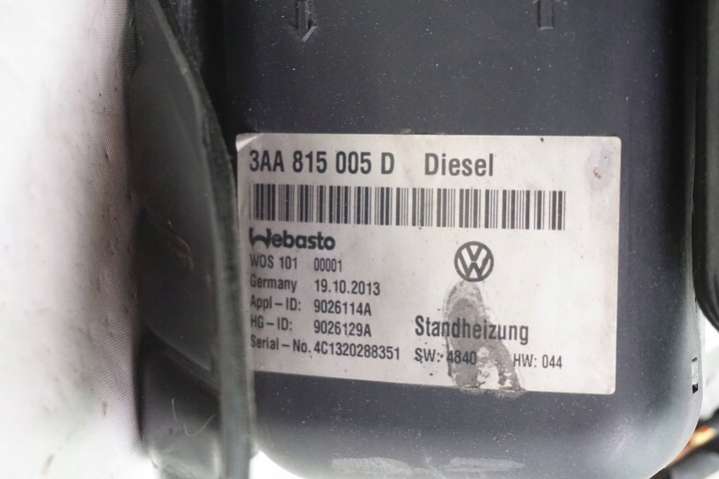 3AA 815 005 D Diesel
Webasto
WOS 101 00001
Germany 19.10.2013
Appl-ID: 9026114A
HG-ID: 9026129A
Serial-No. 4C1320288351
Standheizung
SW: 4840 HW: 044